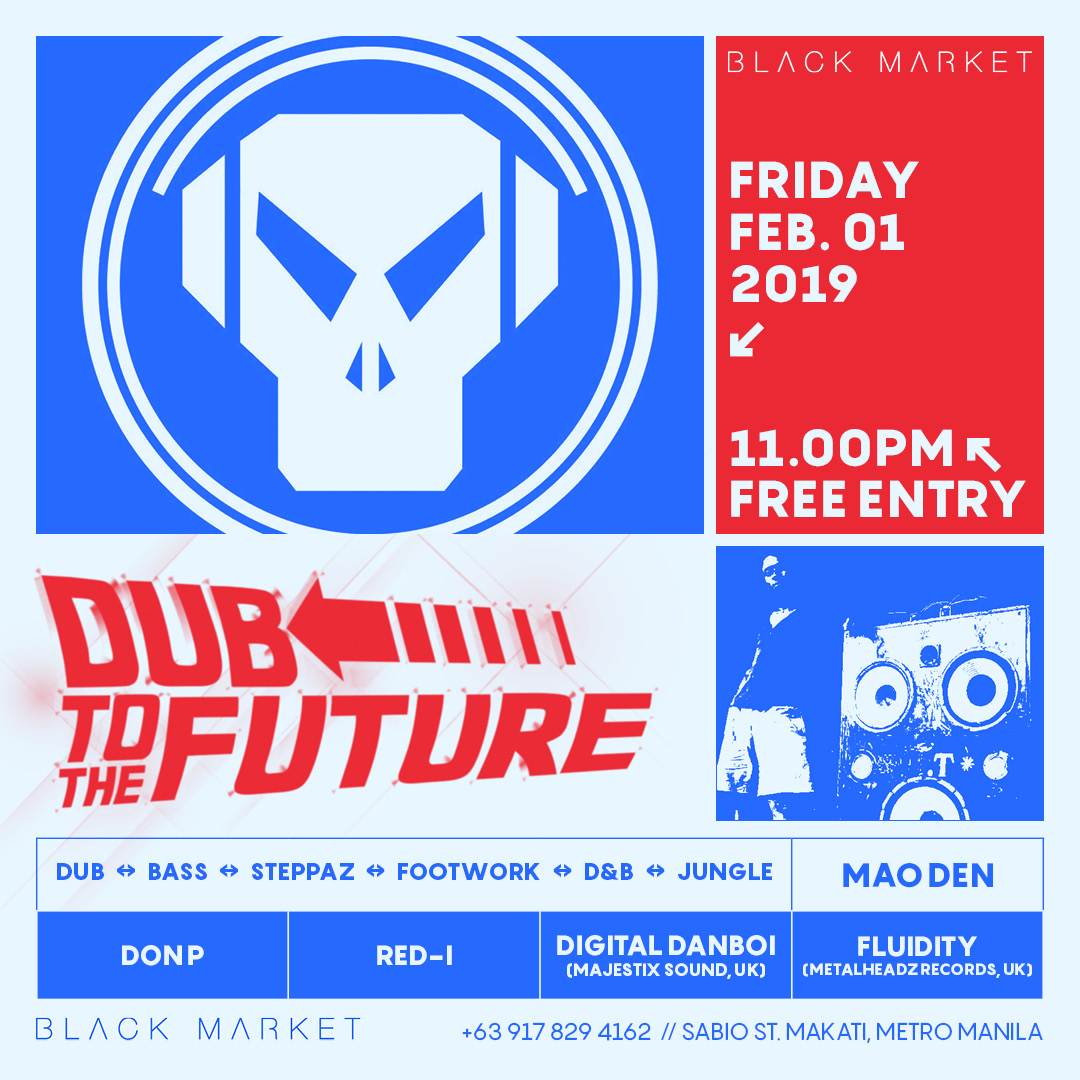 BLACK MARKET
FRIDAY
FEB. 01
2019
↙
11.00PM ↖
FREE ENTRY
DUB
TO THE FUTURE
.T*
DUB ↔ BASS ↔ STEPPAZ ↔ FOOTWORK ↔ D&B ↔ JUNGLE
MAO DEN
DON P
RED-I
DIGITAL DANBOI
(MAJESTIX SOUND, UK)
FLUIDITY
(METALHEADZ RECORDS, UK)
BLACK MARKET
+63 917 829 4162 // SABIO ST. MAKATI, METRO MANILA